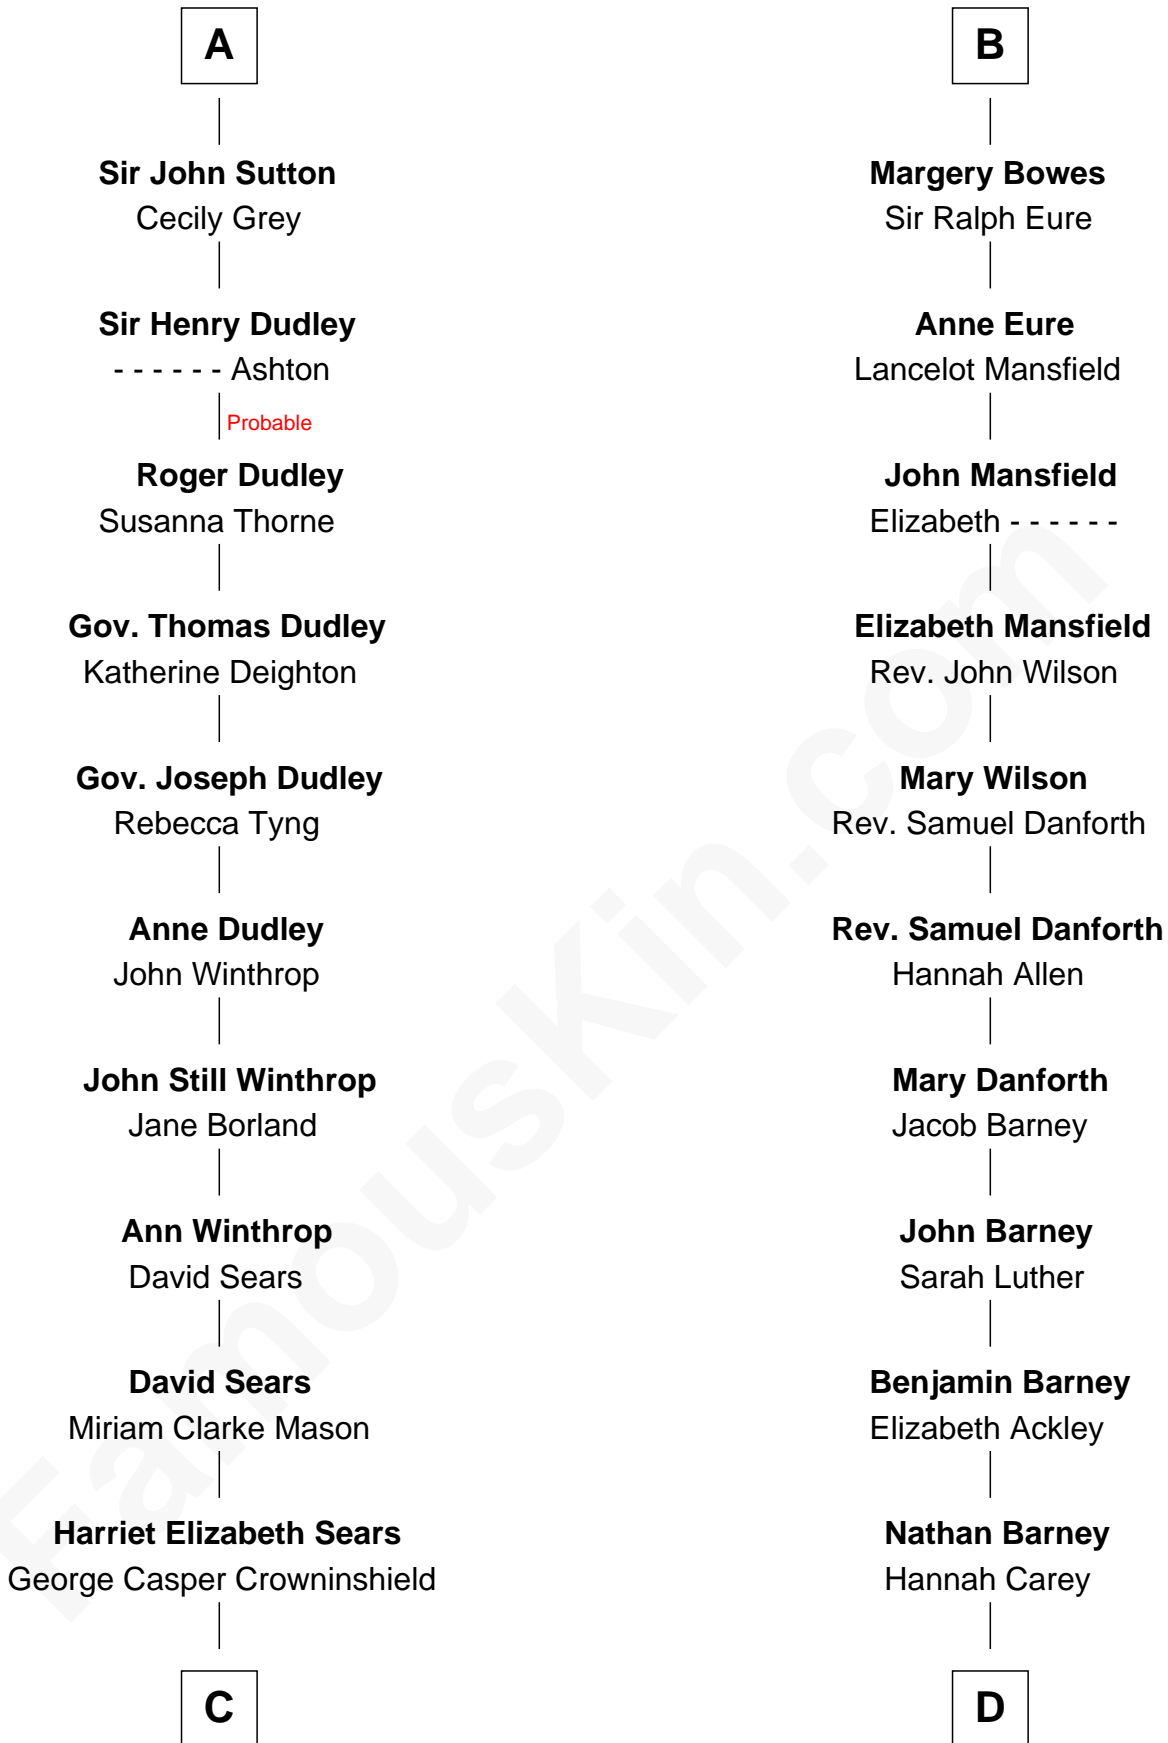 A
Sir John Sutton
Cecily Grey
Sir Henry Dudley
- - - - - - Ashton
Probable
Roger Dudley
Susanna Thorne
Gov. Thomas Dudley
Katherine Deighton
Gov. Joseph Dudley
Rebecca Tyng
Anne Dudley
John Winthrop
John Still Winthrop
Jane Borland
Ann Winthrop
David Sears
David Sears
Miriam Clarke Mason
Harriet Elizabeth Sears
George Casper Crowninshield
C
B
Margery Bowes
Sir Ralph Eure
Anne Eure
Lancelot Mansfield
John Mansfield
Elizabeth - - - - - -
Elizabeth Mansfield
Rev. John Wilson
Mary Wilson
Rev. Samuel Danforth
Rev. Samuel Danforth
Hannah Allen
Mary Danforth
Jacob Barney
John Barney
Sarah Luther
Benjamin Barney
Elizabeth Ackley
Nathan Barney
Hannah Carey
D
FamousKin.com